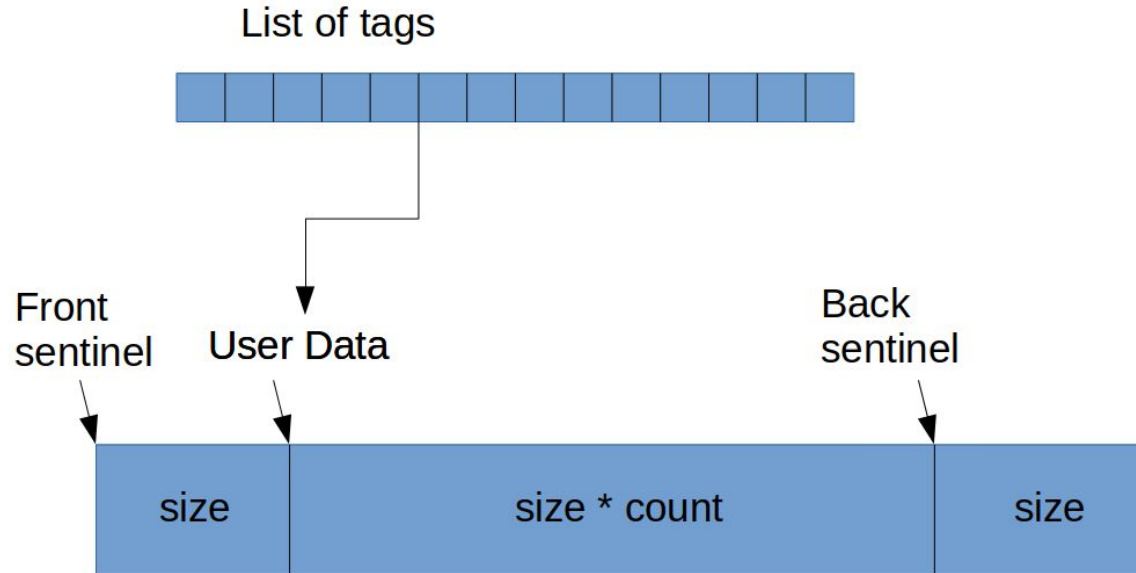 List of tags
Front
sentinel
User Data
Back
sentinel
size
size * count
size